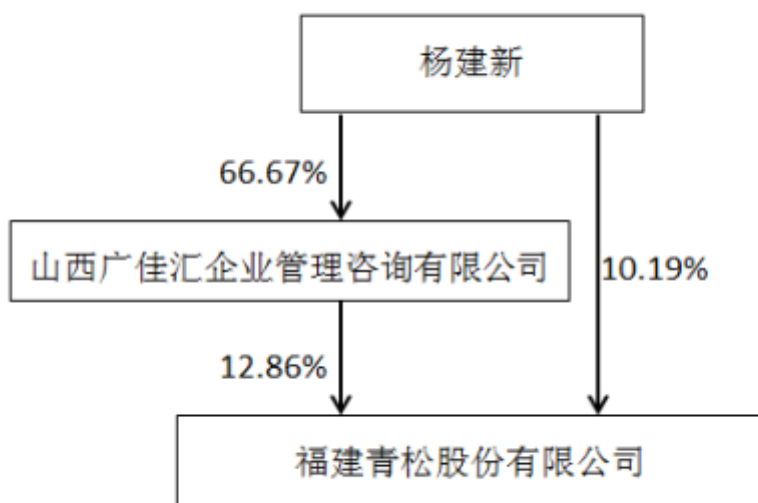 杨建新
66.67%
山西广佳汇企业管理咨询有限公司
10.19%
12.86%
福建青松股份有限公司